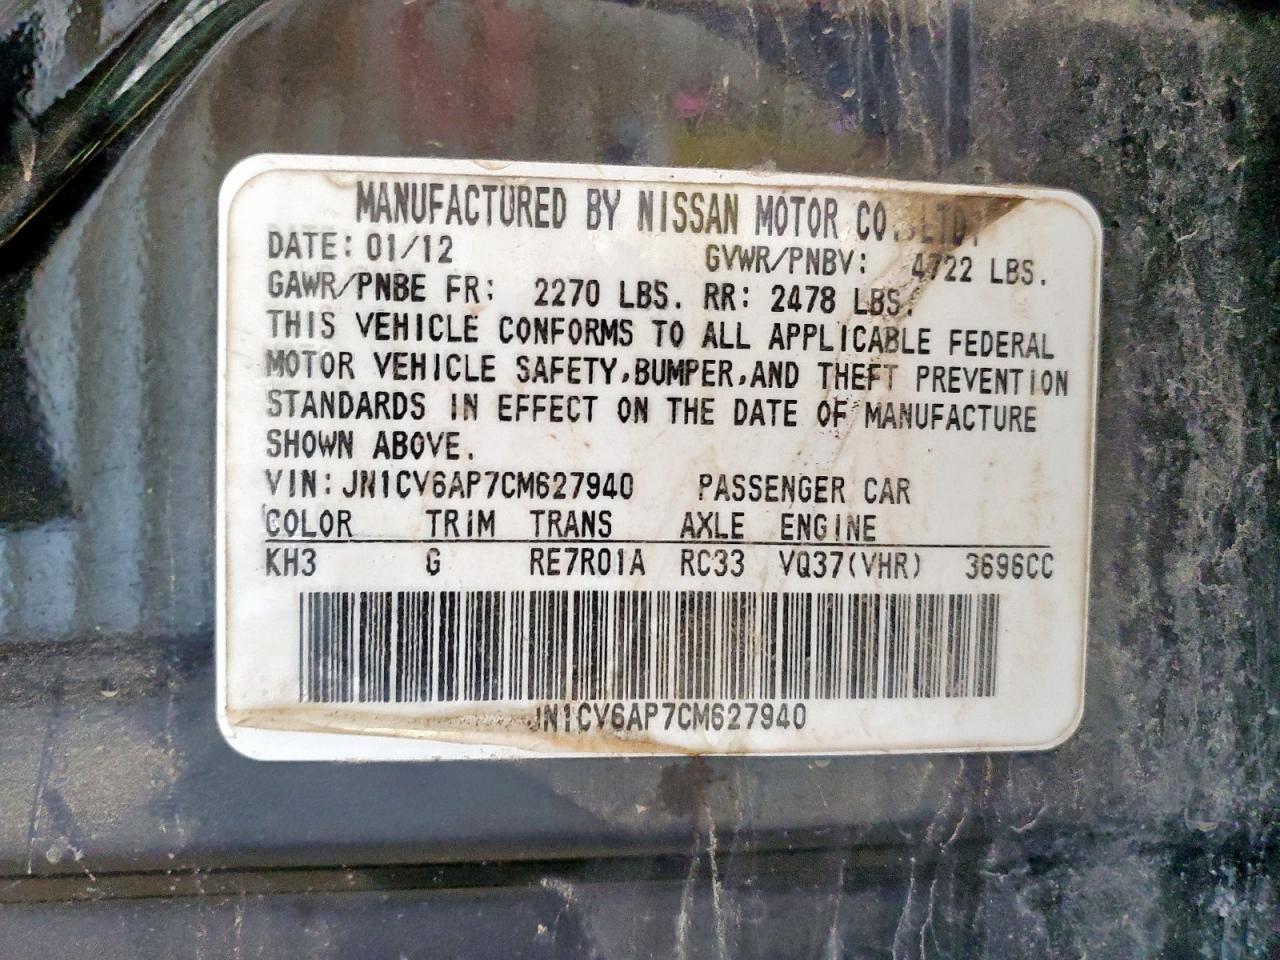 MANUFACTURED BY NISSAN MOTOR CO.,LTD.
DATE: 01/12 GVWR/PNBV: 4722 LBS.
GAWR/PNBE FR: 2270 LBS. RR: 2478 LBS.
THIS VEHICLE CONFORMS TO ALL APPLICABLE FEDERAL
MOTOR VEHICLE SAFETY,BUMPER,AND THEFT PREVENTION
STANDARDS IN EFFECT ON THE DATE OF MANUFACTURE
SHOWN ABOVE.
VIN: JN1CV6AP7CM627940 PASSENGER CAR
COLOR TRIM TRANS AXLE ENGINE
KH3 G RE7R01A RC33 VQ37(VHR) 3696CC
JN1CV6AP7CM627940